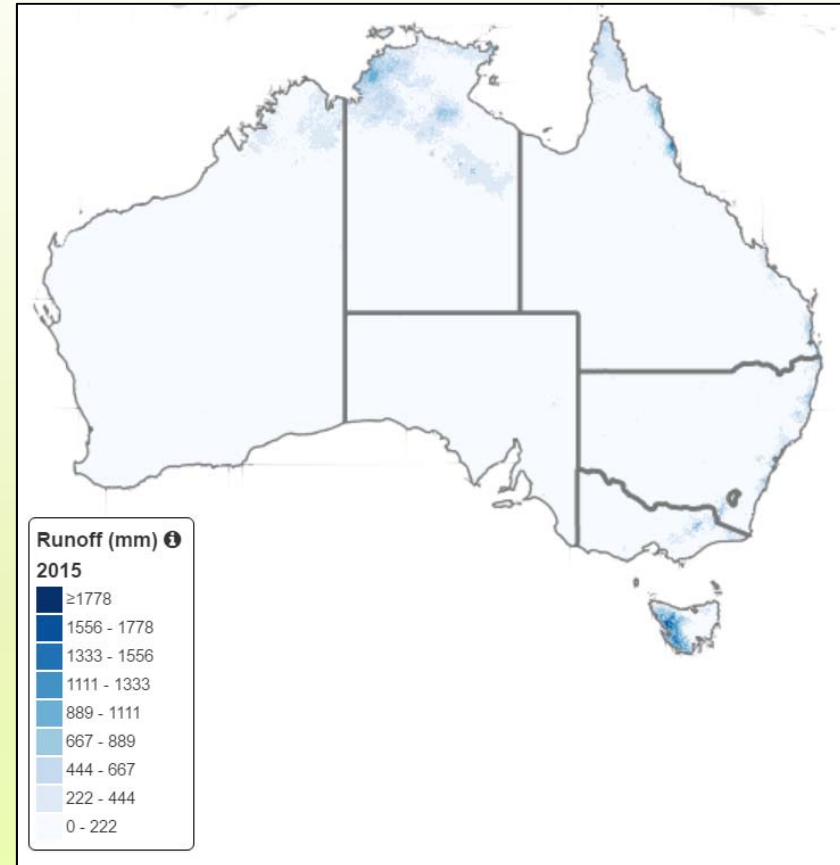 Runoff (mm) ℹ
2015
≥1778
1556 - 1778
1333 - 1556
1111 - 1333
889 - 1111
667 - 889
444 - 667
222 - 444
0 - 222